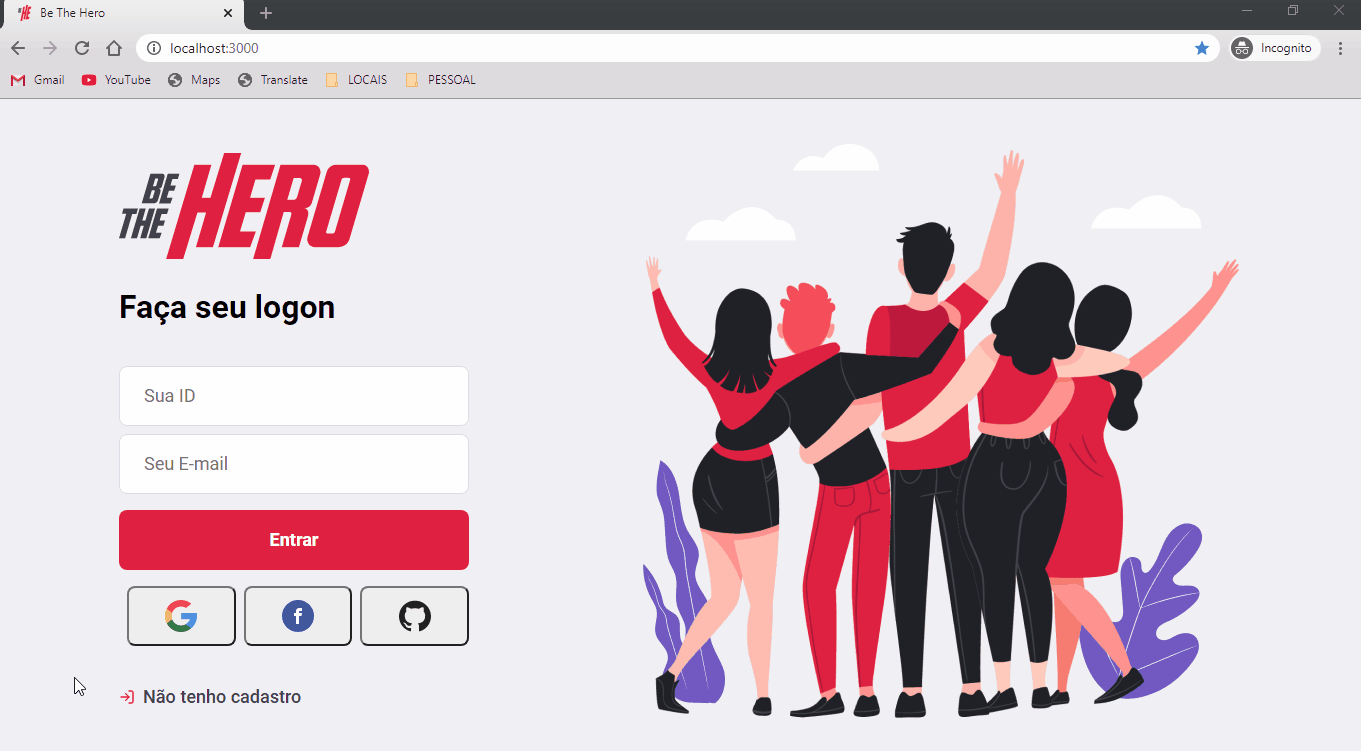 Be The Hero
localhost:3000
Incognito
Gmail YouTube Maps Translate LOCAIS PESSOAL
BE
THE
HERO
Faça seu logon
Sua ID
Seu E-mail
Entrar
Não tenho cadastro